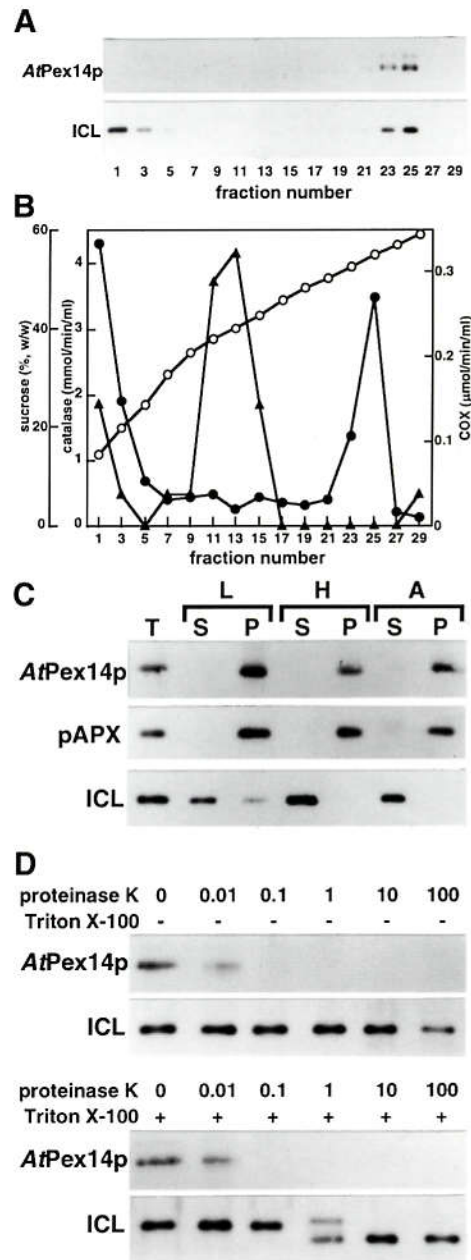 A
AtPex14p
ICL
1 3 5 7 9 11 13 15 17 19 21 23 25 27 29
fraction number
B
sucrose (%, w/w)
60
40
20
0
catalase (mmol/min/ml)
4
3
2
1
0
COX (μmol/min/ml)
0.3
0.2
0.1
0
1 3 5 7 9 11 13 15 17 19 21 23 25 27 29
fraction number
C
L H A
T S P S P S P
AtPex14p
pAPX
ICL
D
proteinase K 0 0.01 0.1 1 10 100
Triton X-100 - - - - - -
AtPex14p
ICL
proteinase K 0 0.01 0.1 1 10 100
Triton X-100 + + + + + +
AtPex14p
ICL